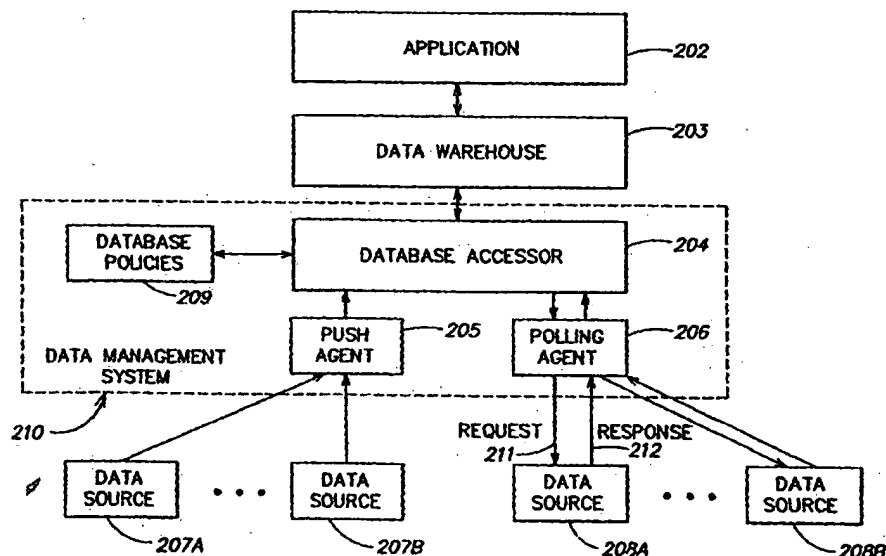 APPLICATION
202
DATA WAREHOUSE
203
DATABASE
POLICIES
209
DATABASE ACCESSOR
204
PUSH
AGENT
205
POLLING
AGENT
206
DATA MANAGEMENT
SYSTEM
210
REQUEST
211
RESPONSE
212
DATA
SOURCE
207A
DATA
SOURCE
207B
DATA
SOURCE
208A
DATA
SOURCE
208B